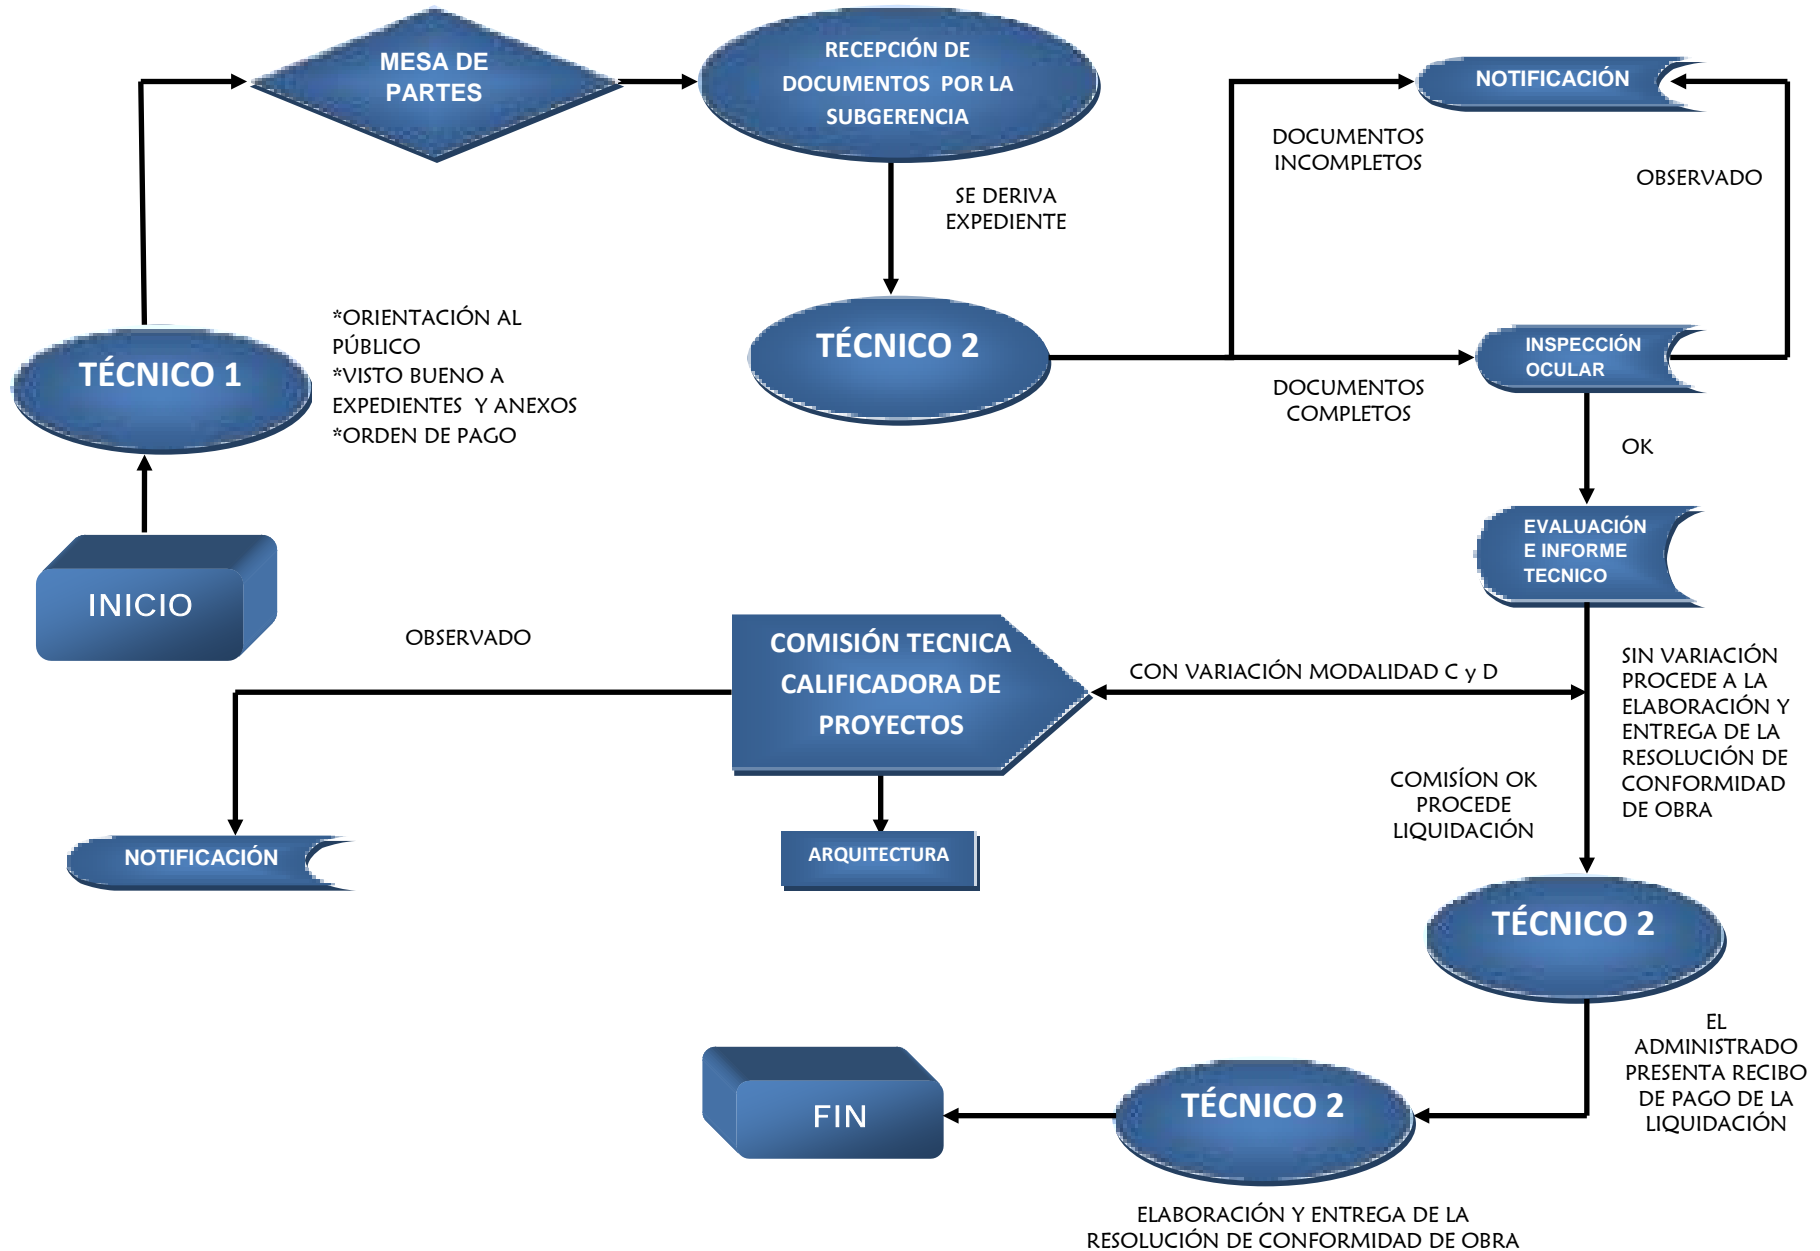 MESA DE
PARTES
RECEPCIÓN DE
DOCUMENTOS POR LA
SUBGERENCIA
NOTIFICACIÓN
DOCUMENTOS
INCOMPLETOS
OBSERVADO
SE DERIVA
EXPEDIENTE
TÉCNICO 1
*ORIENTACIÓN AL
PÚBLICO
*VISTO BUENO A
EXPEDIENTES Y ANEXOS
*ORDEN DE PAGO
TÉCNICO 2
INSPECCIÓN
OCULAR
DOCUMENTOS
COMPLETOS
OK
EVALUACIÓN
E INFORME
TECNICO
INICIO
OBSERVADO
COMISIÓN TECNICA
CALIFICADORA DE
PROYECTOS
CON VARIACIÓN MODALIDAD C y D
SIN VARIACIÓN
PROCEDE A LA
ELABORACIÓN Y
ENTREGA DE LA
RESOLUCIÓN DE
CONFORMIDAD
DE OBRA
COMISÍON OK
PROCEDE
LIQUIDACIÓN
NOTIFICACIÓN
ARQUITECTURA
TÉCNICO 2
EL
ADMINISTRADO
PRESENTA RECIBO
DE PAGO DE LA
LIQUIDACIÓN
FIN
TÉCNICO 2
ELABORACIÓN Y ENTREGA DE LA
RESOLUCIÓN DE CONFORMIDAD DE OBRA